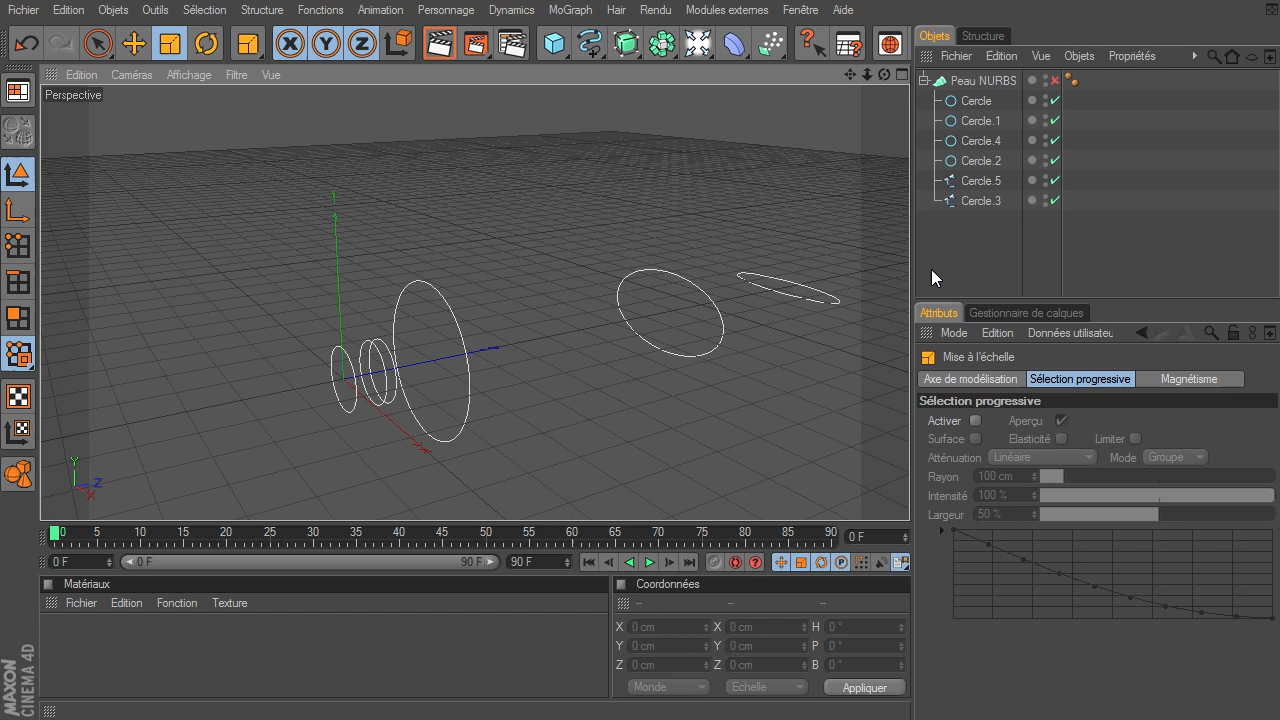 Fichier Edition Objets Outils Sélection Structure Fonctions Animation Personnage Dynamics MoGraph Hair Rendu Modules externes Fenêtre Aide
X Y Z
Objets Structure
Fichier Edition Vue Objets Propriétés
Edition Caméras Affichage Filtre Vue
Perspective
Peau NURBS
Cercle
Cercle.1
Cercle.4
Cercle.2
Cercle.5
Cercle.3
Y
Y
Z
X
Attributs Gestionnaire de calques
Mode Edition Données utilisateu
Mise à l'échelle
Axe de modélisation Sélection progressive Magnétisme
Sélection progressive
Activer Aperçu
Surface Elasticité Limiter
Atténuation Linéaire Mode Groupe
Rayon 100 cm
Intensité 100 %
Largeur 50 %
0 5 10 15 20 25 30 35 40 45 50 55 60 65 70 75 80 85 90 0 F
0 F 0 F 90 F 90 F
Matériaux
Fichier Edition Fonction Texture
Coordonnées
-- -- --
X 0 cm X 0 cm H 0 °
Y 0 cm Y 0 cm P 0 °
Z 0 cm Z 0 cm B 0 °
Monde Echelle Appliquer
MAXON
CINEMA 4D